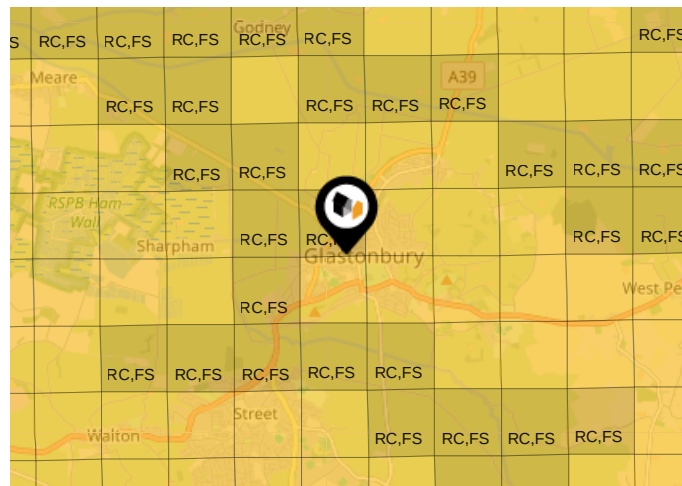 S RC,FS RC,FS RC,FS RC,FS RC,FS RC,FS
Godney
Meare
A39
RC,FS RC,FS RC,FS RC,FS RC,FS
RC,FS RC,FS RC,FS RC,FS RC,FS
RSPB Ham
Wall
Sharpham
RC,FS RC,FS RC,FS
Glastonbury
West Pe
RC,FS
RC,FS RC,FS RC,FS RC,FS RC,FS
Street
Walton
RC,FS RC,FS RC,FS RC,FS